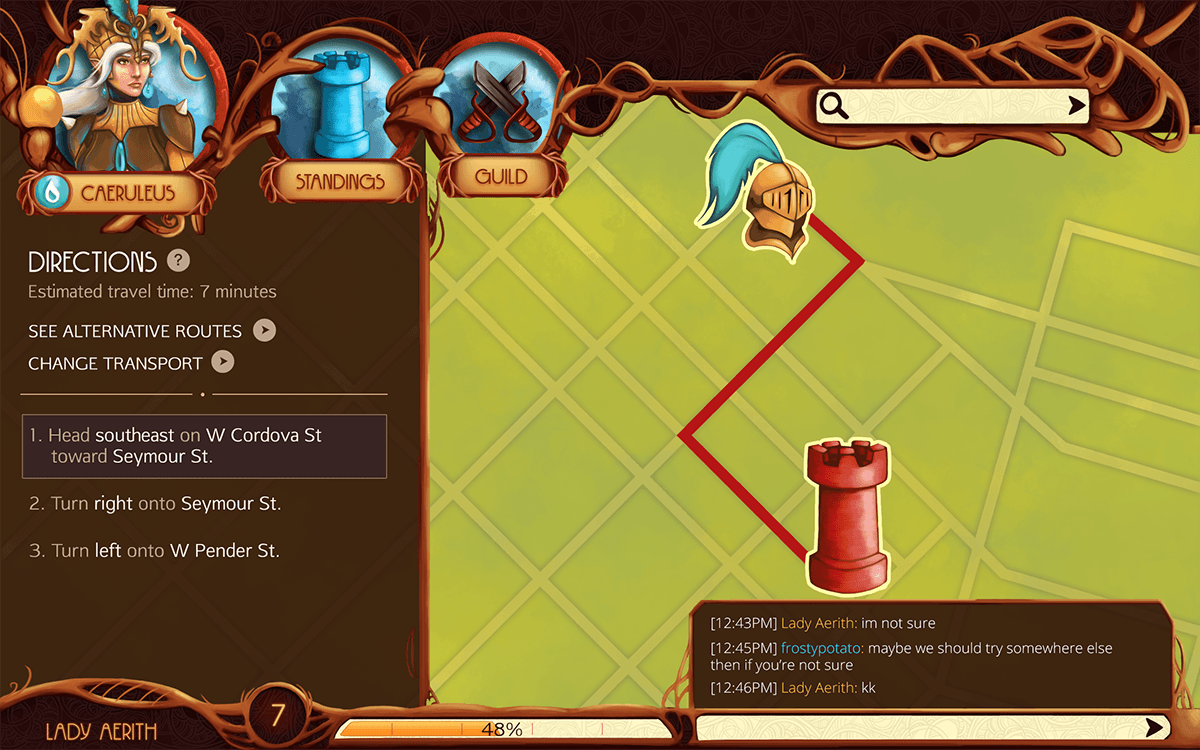 CAERULEUS
STANDINGS
GUILD
DIRECTIONS ?
Estimated travel time: 7 minutes
SEE ALTERNATIVE ROUTES
CHANGE TRANSPORT
1. Head southeast on W Cordova St
toward Seymour St.
2. Turn right onto Seymour St.
3. Turn left onto W Pender St.
[12:43PM] Lady Aerith: im not sure
[12:45PM] frostypotato: maybe we should try somewhere else
then if you're not sure
[12:46PM] Lady Aerith: kk
LADY AERITH
7
48%